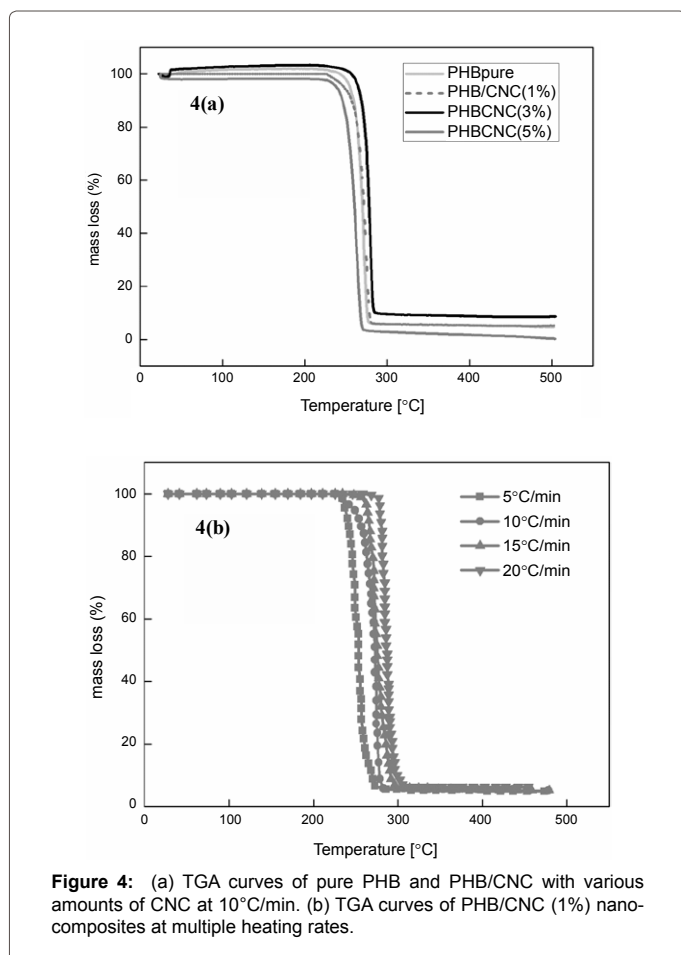 100
80
60
40
20
0
mass loss (%)
4(a)
PHBpure
PHB/CNC(1%)
PHBCNC(3%)
PHBCNC(5%)
0 100 200 300 400 500
Temperature [°C]
100
80
60
40
20
0
mass loss (%)
4(b)
5°C/min
10°C/min
15°C/min
20°C/min
0 100 200 300 400 500
Temperature [°C]
Figure 4: (a) TGA curves of pure PHB and PHB/CNC with various
amounts of CNC at 10°C/min. (b) TGA curves of PHB/CNC (1%) nano-
composites at multiple heating rates.